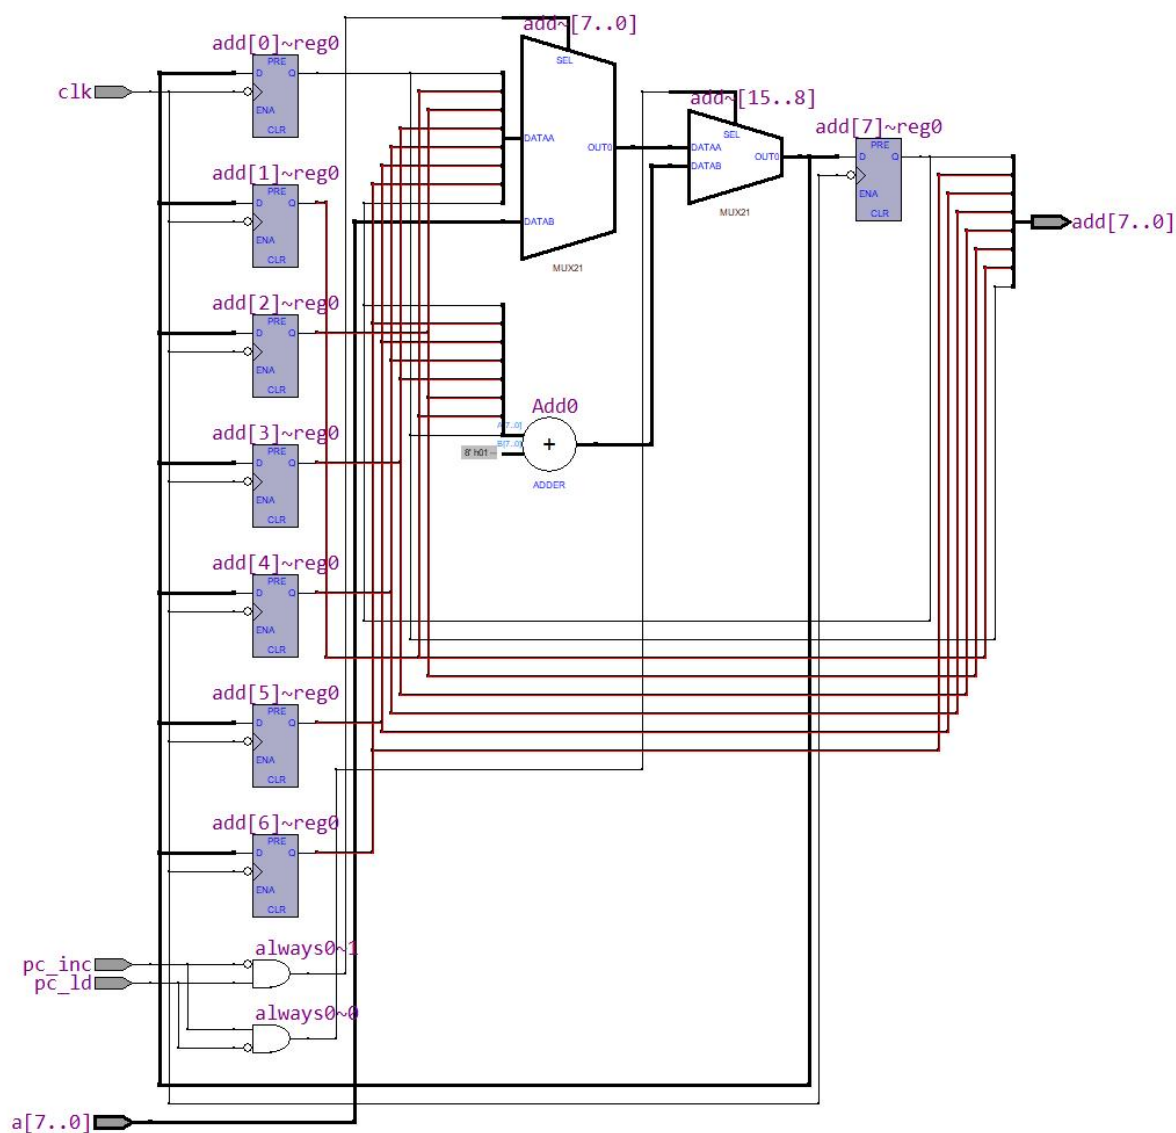 add~[7..0]
SEL
DATAA
DATAB
OUT0
MUX21
add~[15..8]
SEL
DATAA
DATAB
OUT0
MUX21
add[0]~reg0
PRE
D
Q
ENA
CLR
clk
add[1]~reg0
PRE
D
Q
ENA
CLR
add[2]~reg0
PRE
D
Q
ENA
CLR
add[3]~reg0
PRE
D
Q
ENA
CLR
add[4]~reg0
PRE
D
Q
ENA
CLR
add[5]~reg0
PRE
D
Q
ENA
CLR
add[6]~reg0
PRE
D
Q
ENA
CLR
add[7]~reg0
PRE
D
Q
ENA
CLR
add[7..0]
Add0
A[7..0]
B[7..0]
8' h01 --
+
ADDER
always0~1
pc_inc
pc_ld
always0~0
a[7..0]